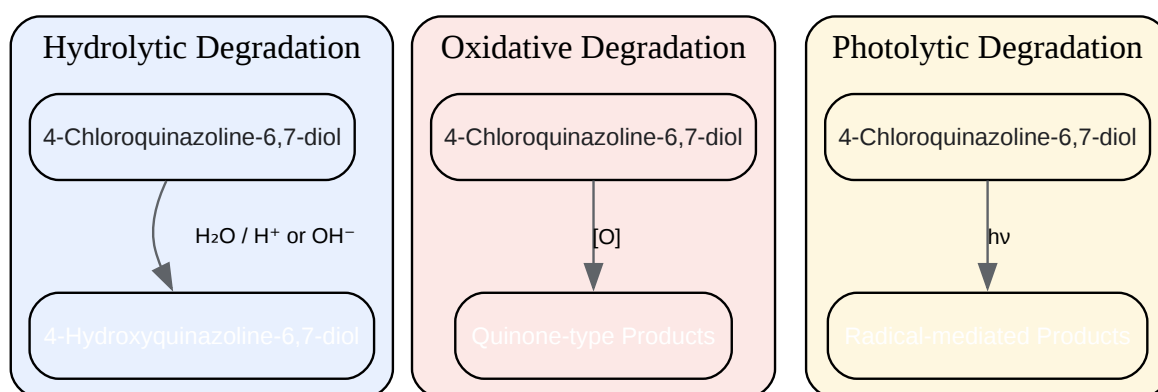 Hydrolytic Degradation
4-Chloroquinazoline-6,7-diol
H₂O / H⁺ or OH⁻
4-Hydroxyquinazoline-6,7-diol
Oxidative Degradation
4-Chloroquinazoline-6,7-diol
[O]
Quinone-type Products
Photolytic Degradation
4-Chloroquinazoline-6,7-diol
hν
Radical-mediated Products